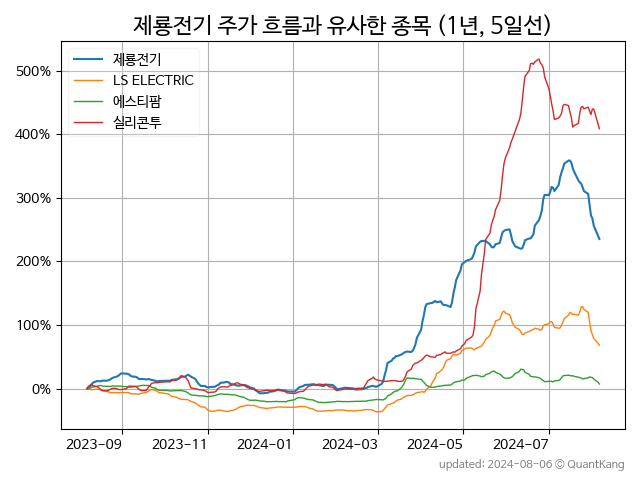 제룡전기 주가 흐름과 유사한 종목 (1년, 5일선)
제룡전기
LS ELECTRIC
에스티팜
실리콘투
500%
400%
300%
200%
100%
0%
2023-09 2023-11 2024-01 2024-03 2024-05 2024-07
updated: 2024-08-06 © QuantKang